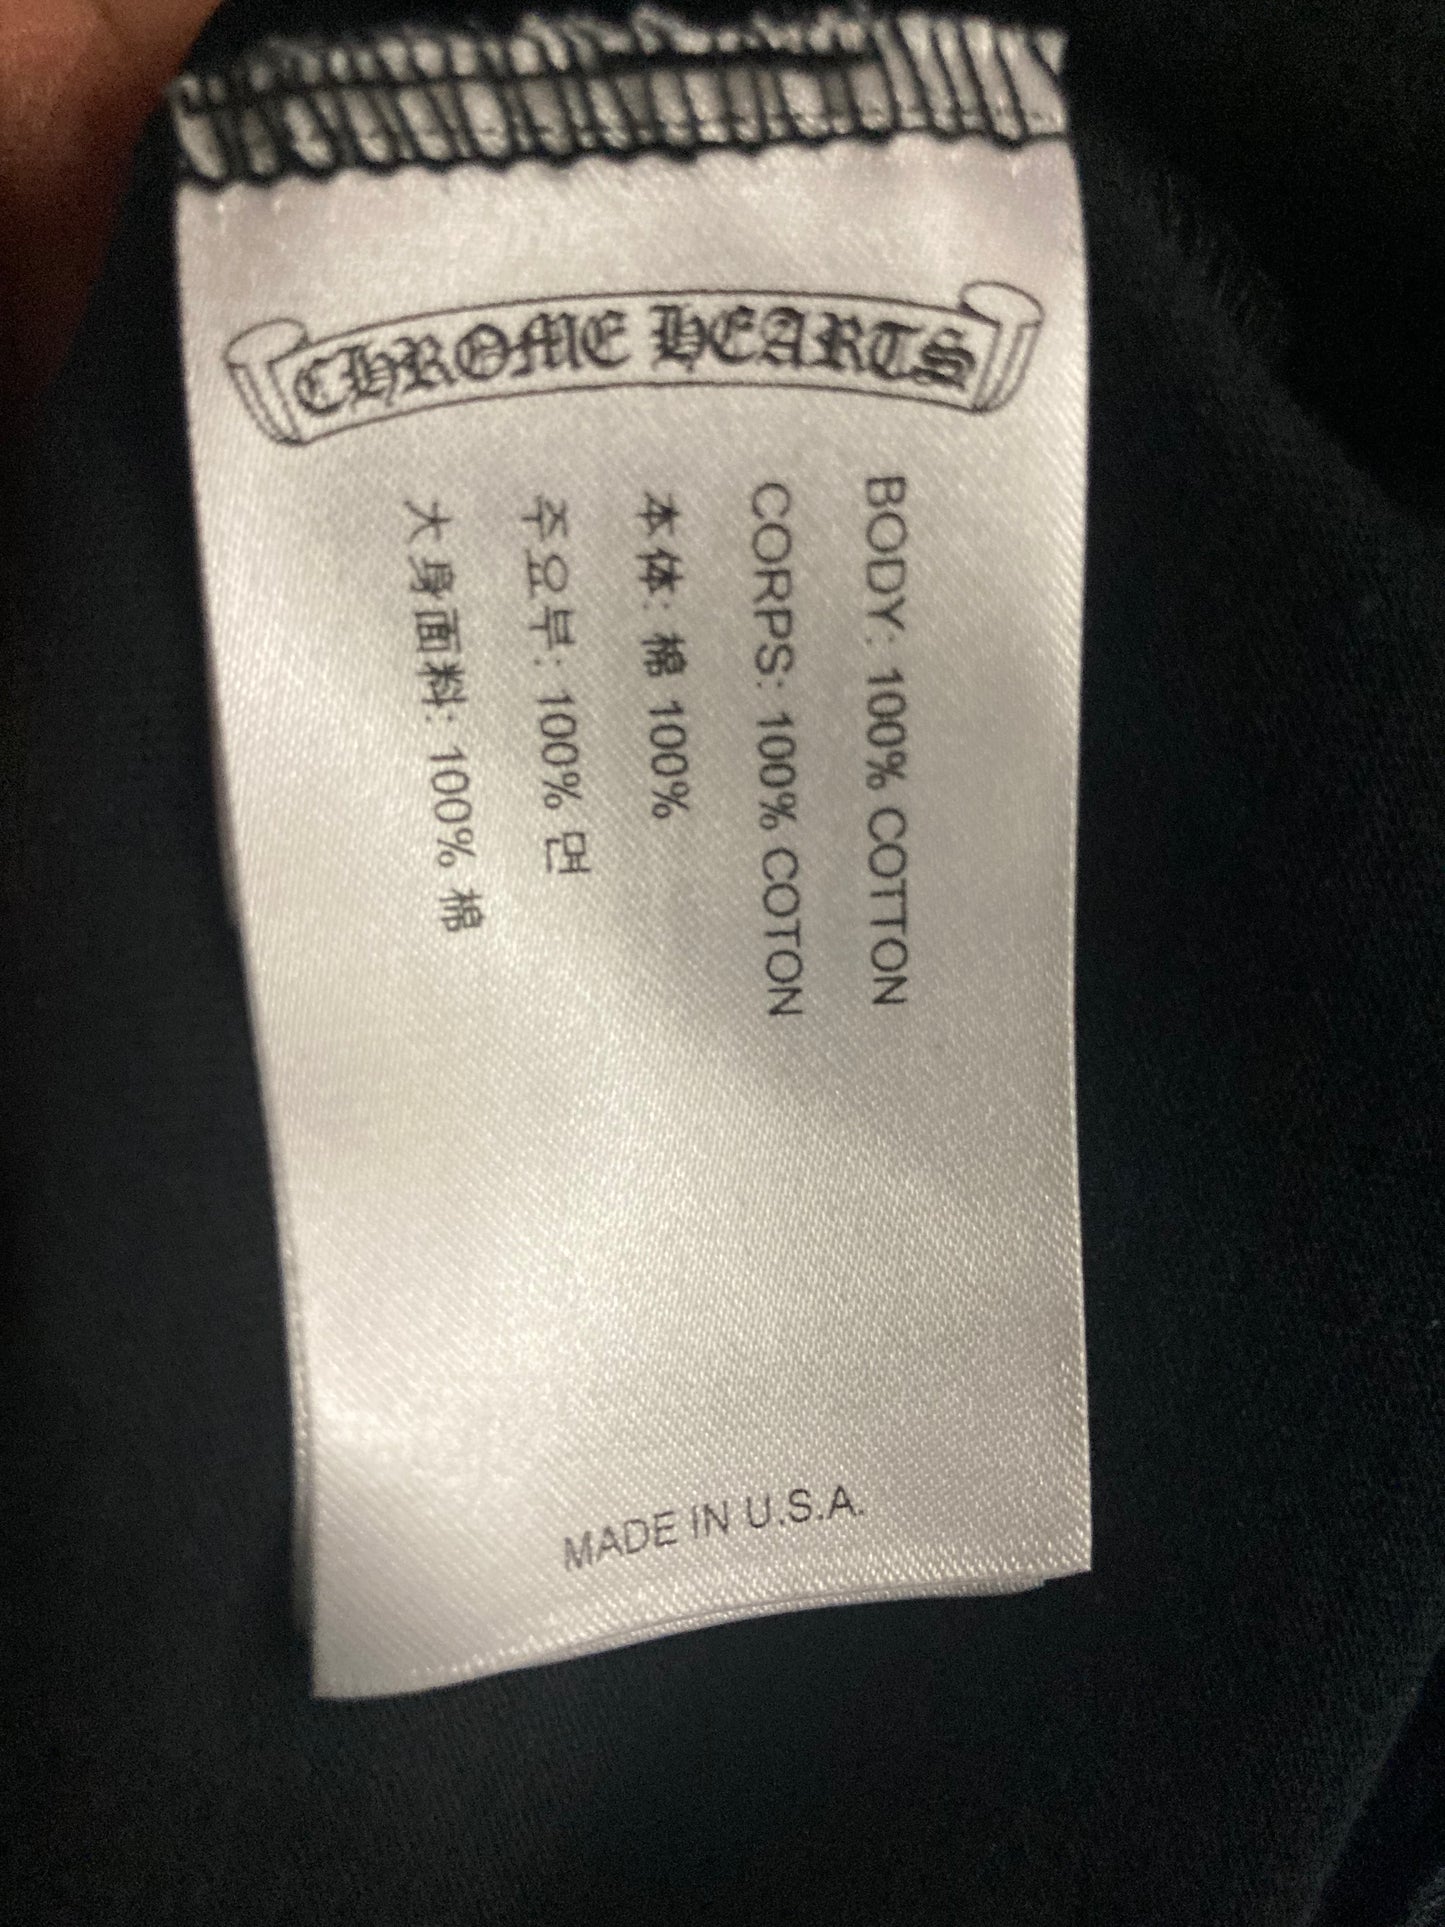 CHROME HEARTS
BODY: 100% COTTON
CORPS: 100% COTON
本体: 棉 100%
주요부: 100% 면
大身面料: 100% 棉
MADE IN U.S.A.